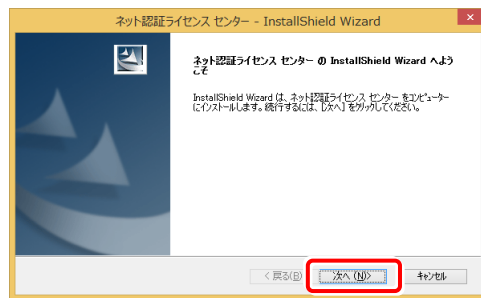 ネット認証ライセンス センター - InstallShield Wizard
ネット認証ライセンス センター の InstallShield Wizard へよう
こそ
InstallShield Wizard は、ネット認証ライセンス センター をコンピューター
にインストールします。続行するには、[次へ] をクリックしてください。
< 戻る(B)
次へ (N)>
キャンセル